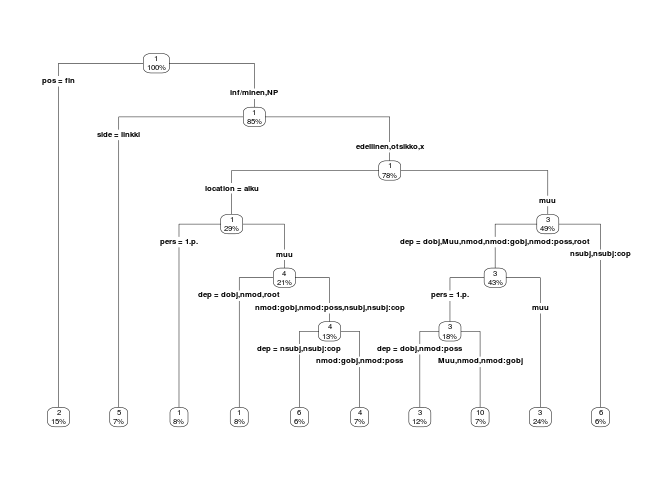 1
100%
pos = fin
inf/minen,NP
1
85%
side = linkki
edellinen,otsikko,x
1
78%
location = alku
muu
1
29%
3
49%
pers = 1.p.
muu
dep = dobj,Muu,nmod,nmod:gobj,nmod:poss,root
nsubj,nsubj:cop
4
21%
3
43%
dep = dobj,nmod,root
nmod:gobj,nmod:poss,nsubj,nsubj:cop
pers = 1.p.
muu
4
13%
3
18%
dep = nsubj,nsubj:cop
nmod:gobj,nmod:poss
dep = dobj,nmod:poss
Muu,nmod,nmod:gobj
2
15%
5
7%
1
8%
1
8%
6
6%
4
7%
3
12%
10
7%
3
24%
6
6%